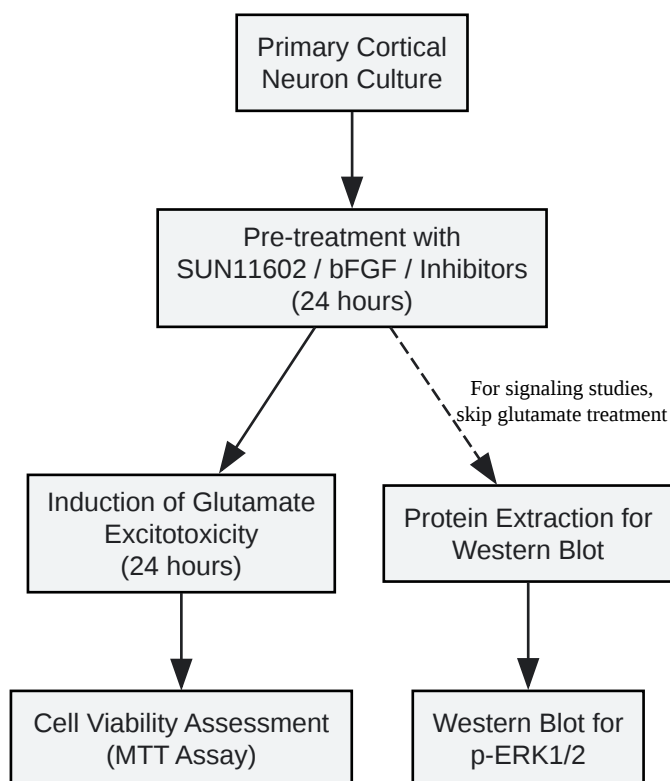 Primary Cortical
Neuron Culture
Pre-treatment with
SUN11602 / bFGF / Inhibitors
(24 hours)
For signaling studies,
skip glutamate treatment
Induction of Glutamate
Excitotoxicity
(24 hours)
Protein Extraction for
Western Blot
Cell Viability Assessment
(MTT Assay)
Western Blot for
p-ERK1/2